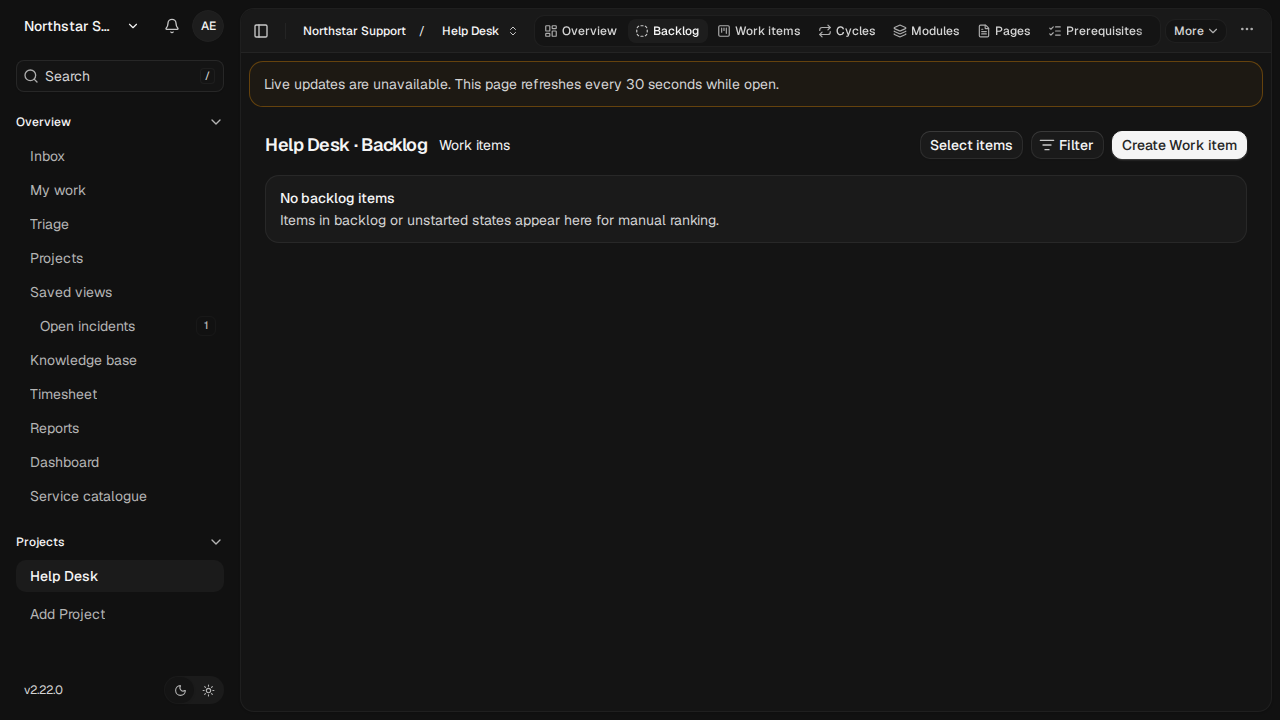 Northstar S...
AE
Search
/
Overview
Inbox
My work
Triage
Projects
Saved views
Open incidents
1
Knowledge base
Timesheet
Reports
Dashboard
Service catalogue
Projects
Help Desk
Add Project
v2.22.0
Northstar Support / Help Desk
Overview
Backlog
Work items
Cycles
Modules
Pages
Prerequisites
More
Live updates are unavailable. This page refreshes every 30 seconds while open.
Help Desk · Backlog Work items
Select items
Filter
Create Work item
No backlog items
Items in backlog or unstarted states appear here for manual ranking.